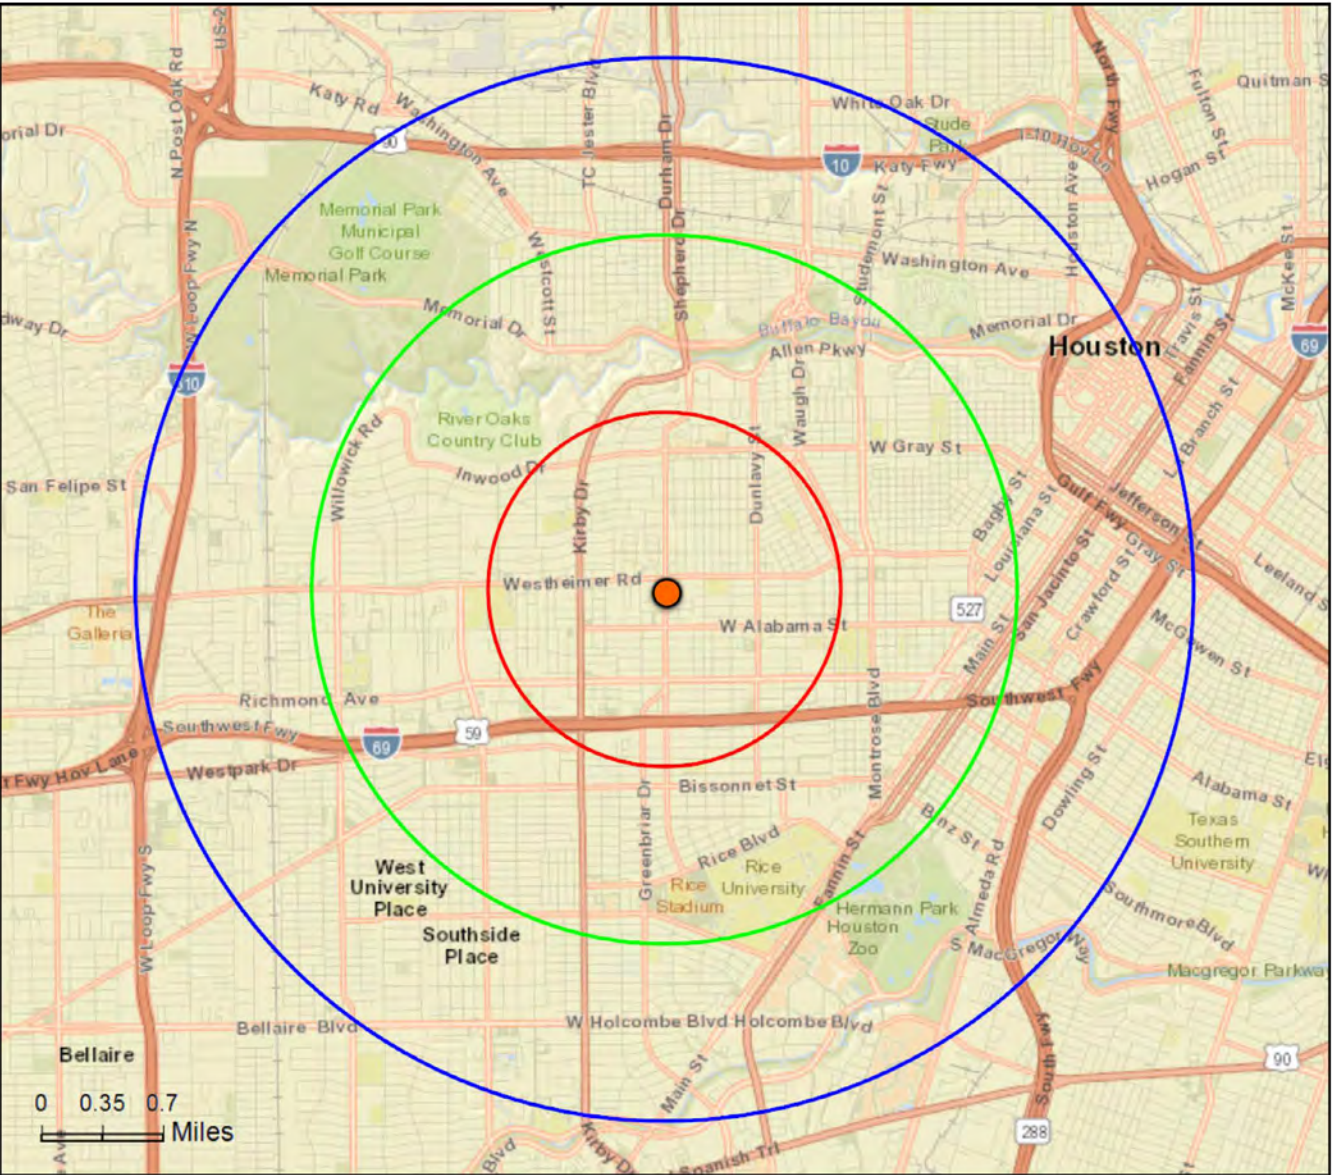 US-2
N Post Oak Rd
Katy Rd
Washington Ave
TC Jester Blvd
Durham Dr
White Oak Dr
Stude
Park
North Fwy
Fulton St
Quitman S
orial Dr
90
10
Katy Fwy
I-10 Hov Ln
Hogan St
Memorial Park
Municipal
Golf Course
Memorial Park
W Loop Fwy N
Westcott St
Shepherd Dr
Studemont St
Houston Ave
Washington Ave
McKee St
dway Dr
Memorial Dr
Buffalo Bayou
Allen Pkwy
Memorial Dr
Houston
Travis St
Fannin St
69
610
River Oaks
Country Club
Waugh Dr
La Branch St
Willowick Rd
Inwood Dr
Dunlavy St
W Gray St
San Felipe St
Kirby Dr
Bagby St
Louisiana St
Gulf Fwy
Jefferson St
Gray St
Leeland S
Westheimer Rd
San Jacinto St
Crawford St
The
Galleria
W Alabama St
527
Main St
McGowen St
Richmond Ave
Southwest Fwy
Southwest Fwy
59
69
t Fwy Hov Lane
Westpark Dr
Montrose Blvd
Bissonnet St
Dowling St
Alabama St
Texas
Southern
University
Greenbriar Dr
Rice Blvd
Rice
University
Rice
Stadium
Fannin St
Binz St
Almeda Rd
West
University
Place
Southside
Place
Hermann Park
Houston
Zoo
S MacGregor Way
Southmore Blvd
Macgregor Parkway
W Loop Fwy S
Bellaire Blvd
W Holcombe Blvd
Holcombe Blvd
Bellaire
Main St
South Fwy
90
288
0 0.35 0.7
Miles
Ave
Blvd
Kirby Dr
Spanish Trl